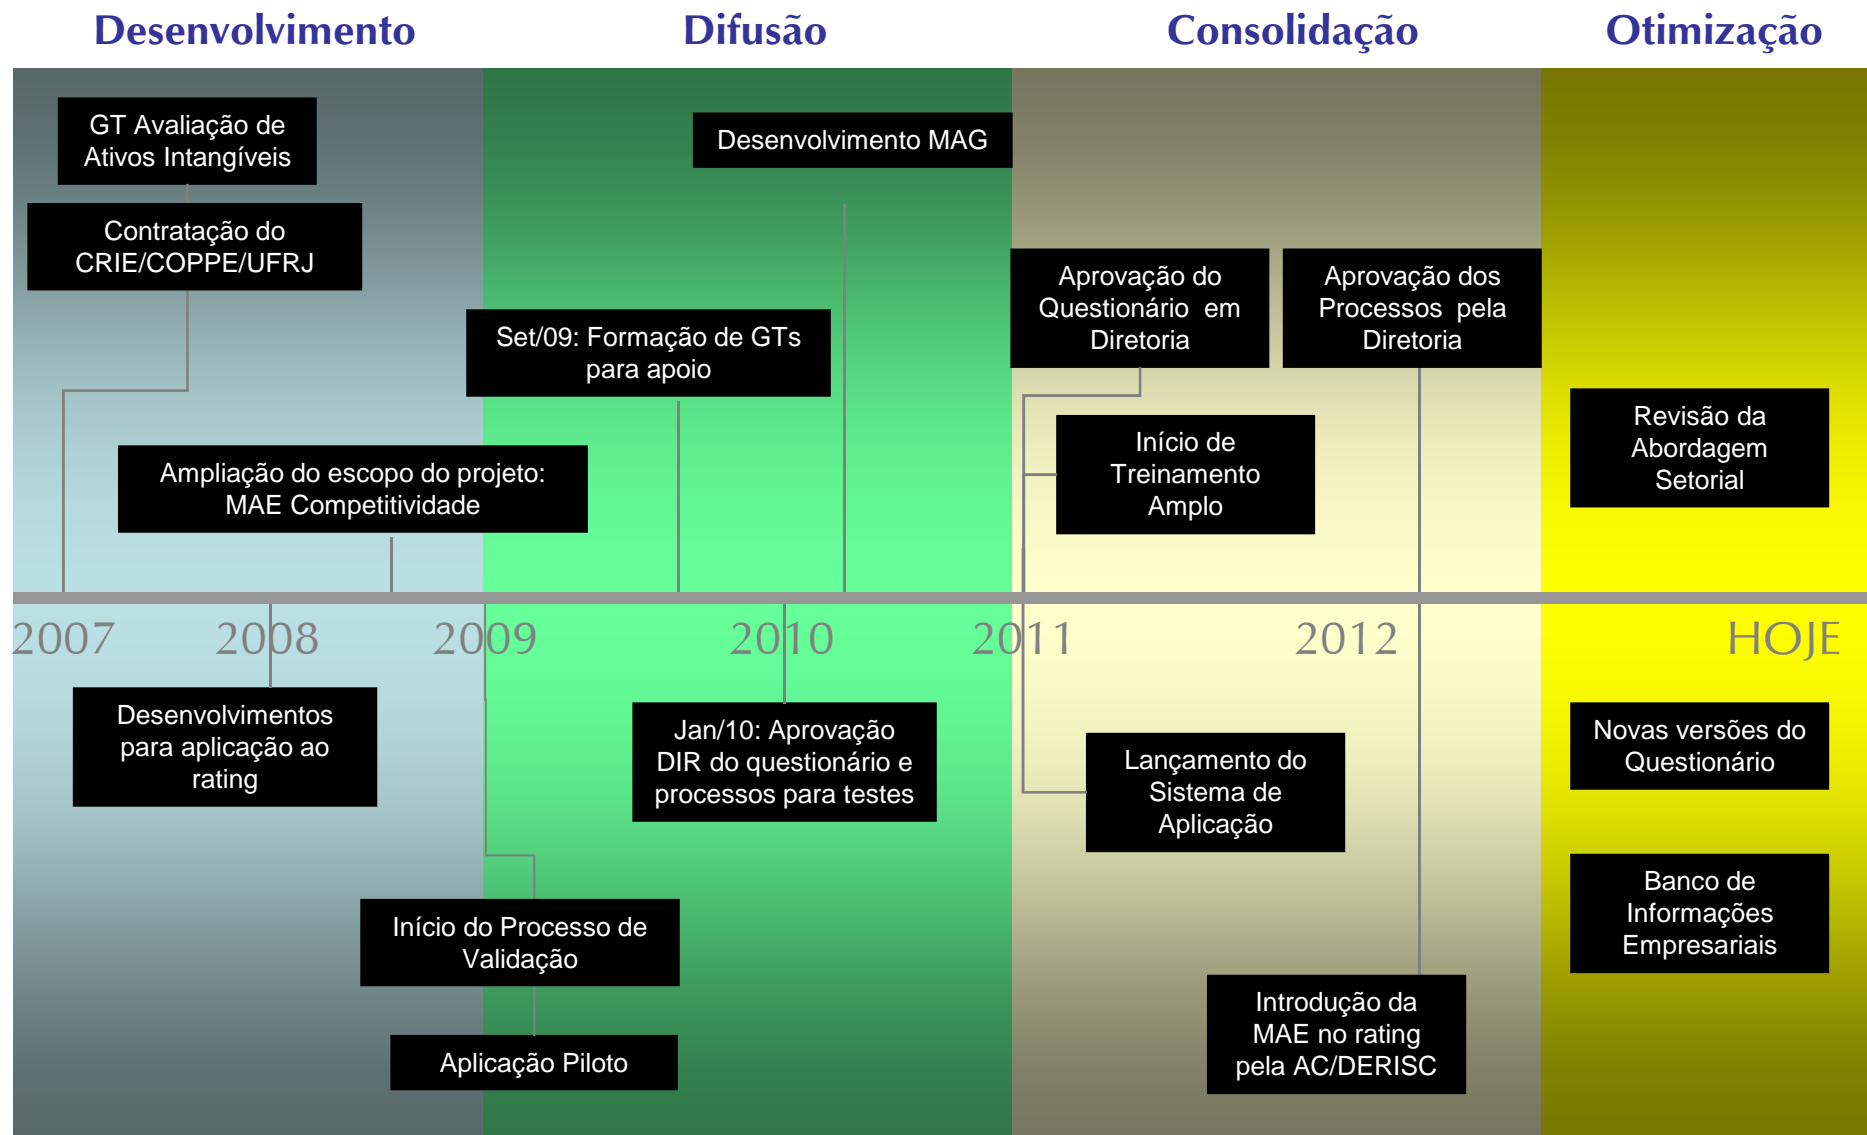 Desenvolvimento
Difusão
Consolidação
Otimização
GT Avaliação de
Ativos Intangíveis
Contratação do
CRIE/COPPE/UFRJ
Ampliação do escopo do projeto:
MAE Competitividade
Set/09: Formação de GTs
para apoio
Desenvolvimento MAG
Aprovação do
Questionário em
Diretoria
Aprovação dos
Processos pela
Diretoria
Início de
Treinamento
Amplo
Revisão da
Abordagem
Setorial
2007
2008
2009
2010
2011
2012
HOJE
Desenvolvimentos
para aplicação ao
rating
Início do Processo de
Validação
Aplicação Piloto
Jan/10: Aprovação
DIR do questionário e
processos para testes
Lançamento do
Sistema de
Aplicação
Introdução da
MAE no rating
pela AC/DERISC
Novas versões do
Questionário
Banco de
Informações
Empresariais